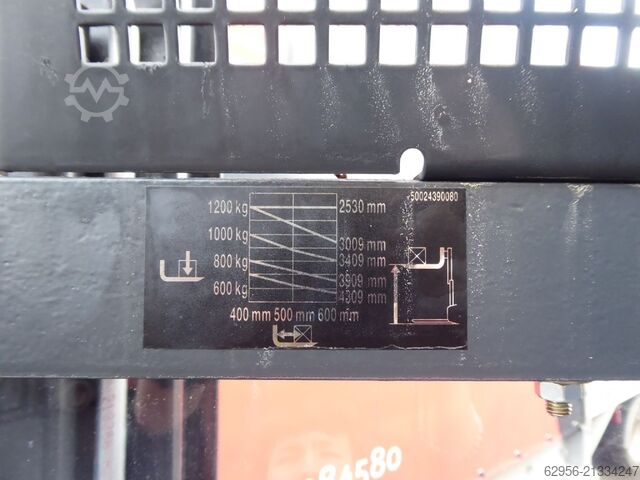 50024390080
1200 kg 2530 mm
1000 kg 3009 mm
800 kg 3409 mm
3909 mm
600 kg 4309 mm
400 mm 500 mm 600 mm
84580
62956-21334247